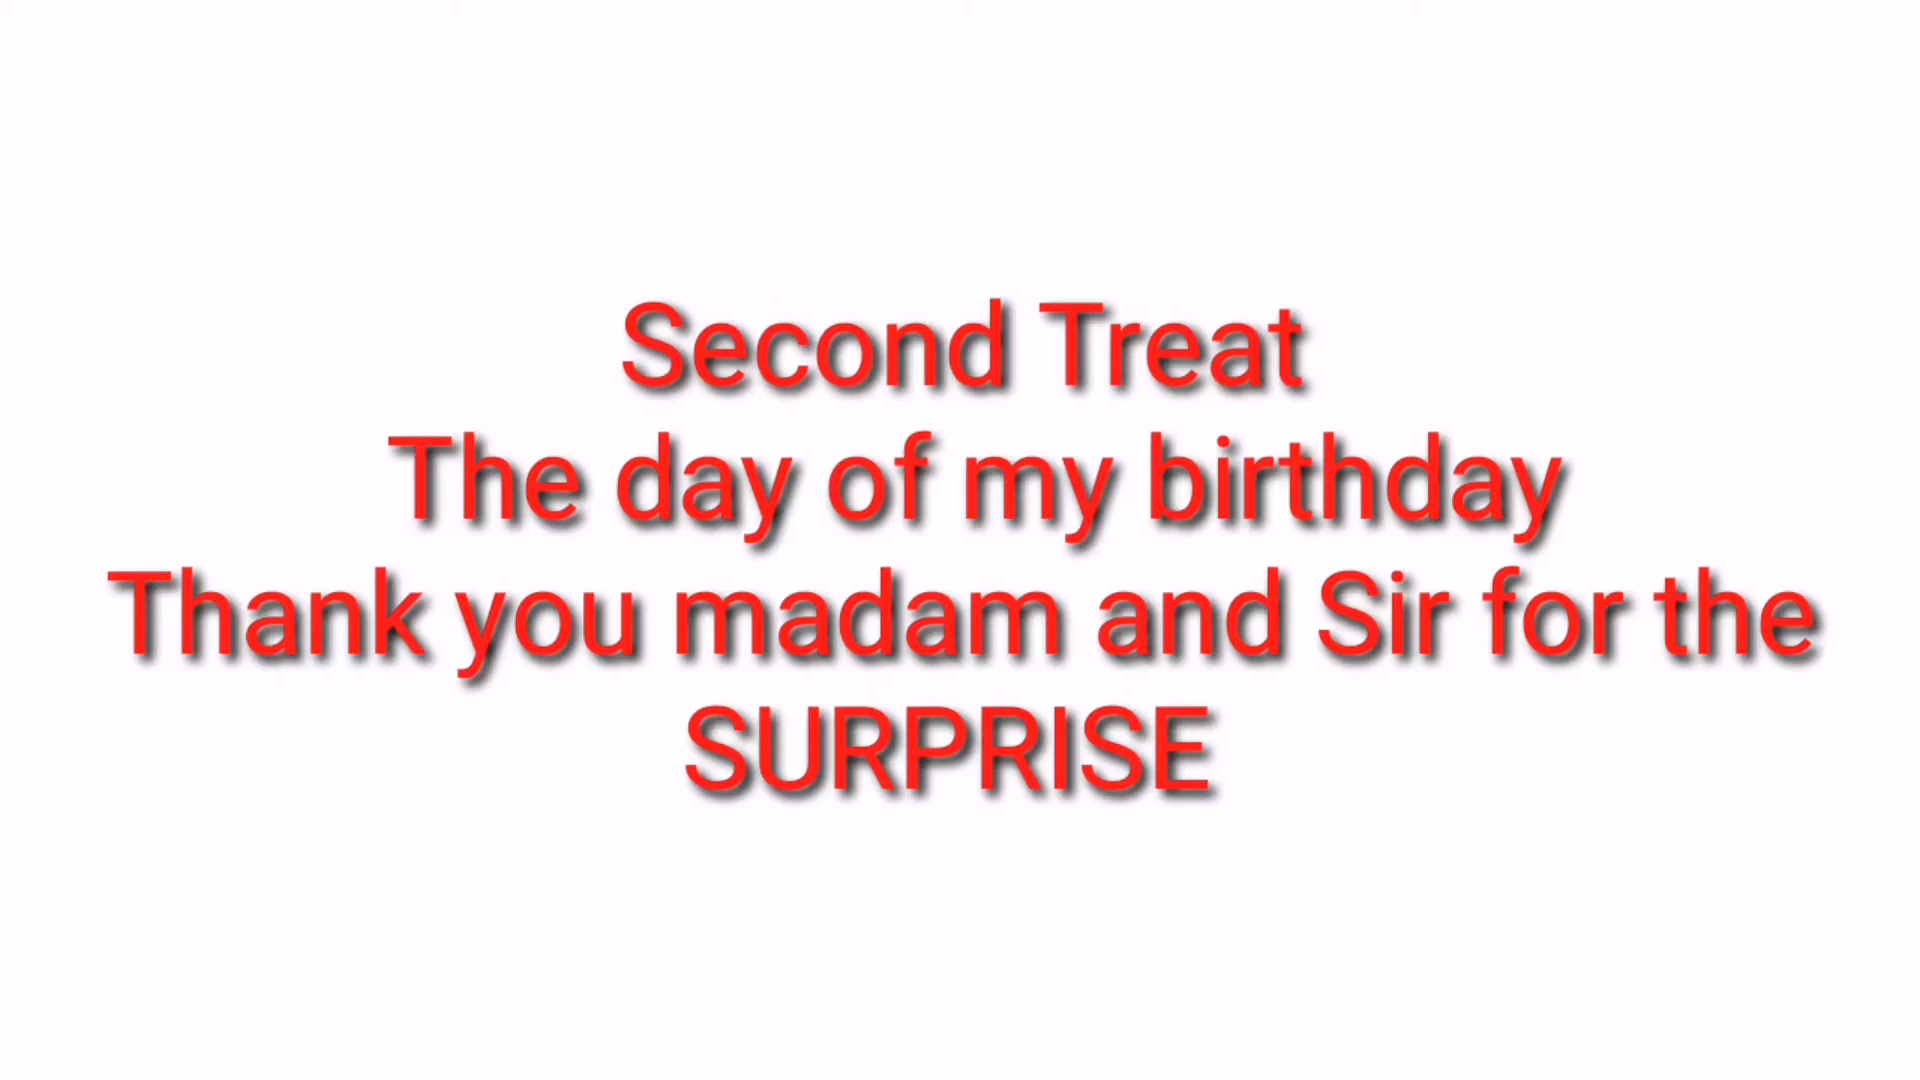 Second Treat
The day of my birthday
Thank you madam and Sir for the
SURPRISE